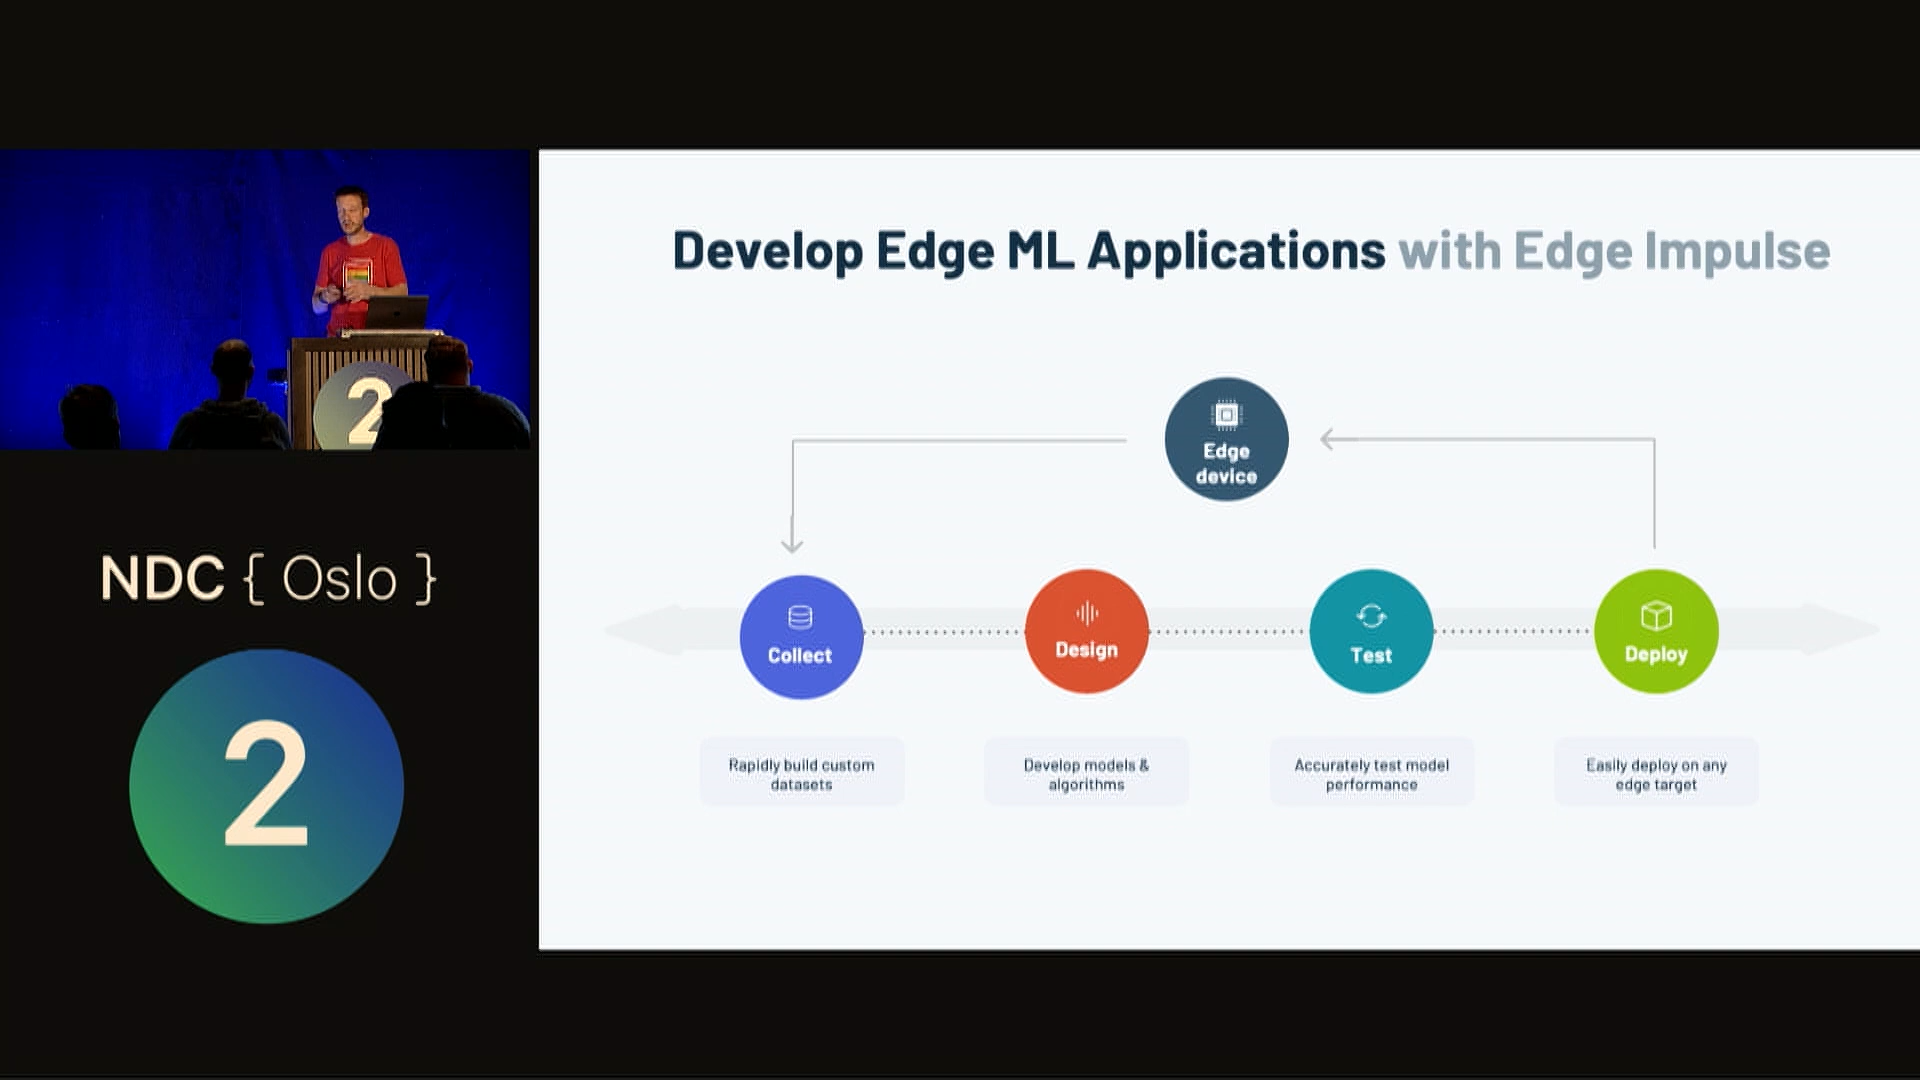 Develop Edge ML Applications with Edge Impulse
Edge
device
Collect
Design
Test
Deploy
Rapidly build custom
datasets
Develop models &
algorithms
Accurately test model
performance
Easily deploy on any
edge target
2
NDC { Oslo }
2